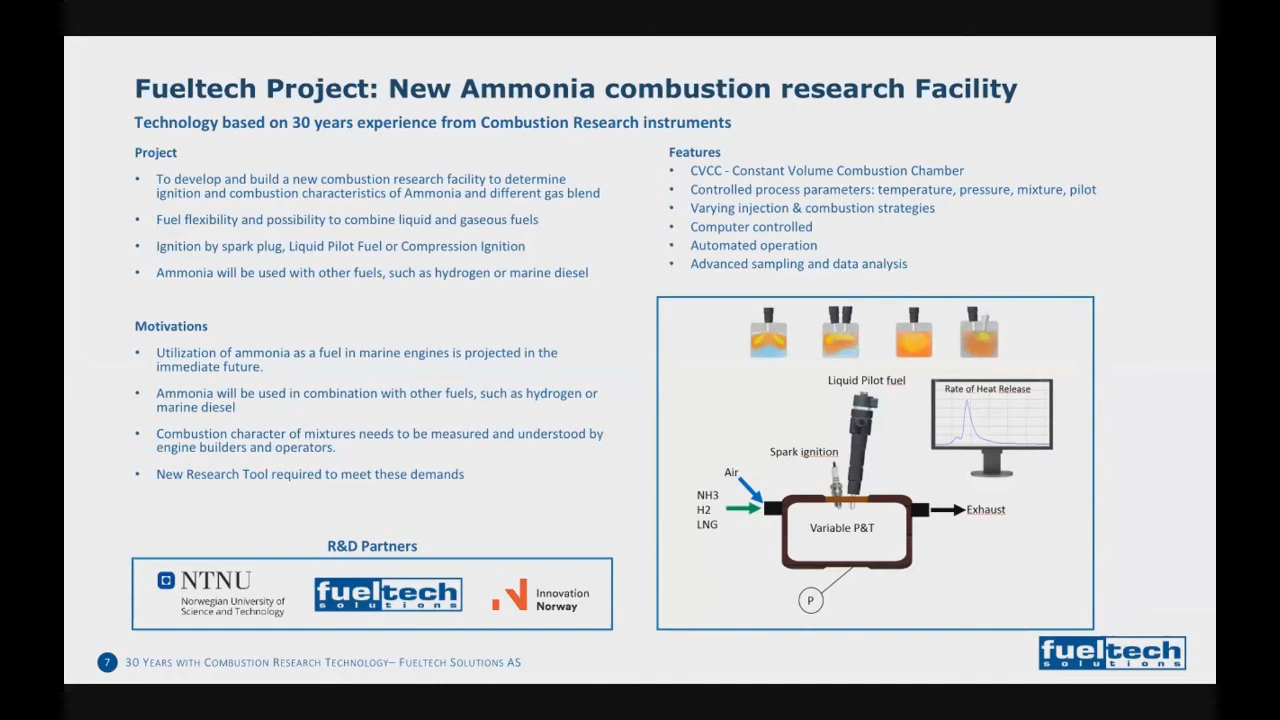 Fueltech Project: New Ammonia combustion research Facility
Technology based on 30 years experience from Combustion Research instruments
Project
• To develop and build a new combustion research facility to determine
ignition and combustion characteristics of Ammonia and different gas blend
• Fuel flexibility and possibility to combine liquid and gaseous fuels
• Ignition by spark plug, Liquid Pilot Fuel or Compression Ignition
• Ammonia will be used with other fuels, such as hydrogen or marine diesel
Motivations
• Utilization of ammonia as a fuel in marine engines is projected in the
immediate future.
• Ammonia will be used in combination with other fuels, such as hydrogen or
marine diesel
• Combustion character of mixtures needs to be measured and understood by
engine builders and operators.
• New Research Tool required to meet these demands
R&D Partners
NTNU
Norwegian University of
Science and Technology
fueltech
solutions
Innovation
Norway
Features
• CVCC - Constant Volume Combustion Chamber
• Controlled process parameters: temperature, pressure, mixture, pilot
• Varying injection & combustion strategies
• Computer controlled
• Automated operation
• Advanced sampling and data analysis
Liquid Pilot fuel
Rate of Heat Release
Spark ignition
Air
NH3
H2
LNG
Variable P&T
Exhaust
P
7 30 YEARS WITH COMBUSTION RESEARCH TECHNOLOGY– FUELTECH SOLUTIONS AS
fueltech
solutions